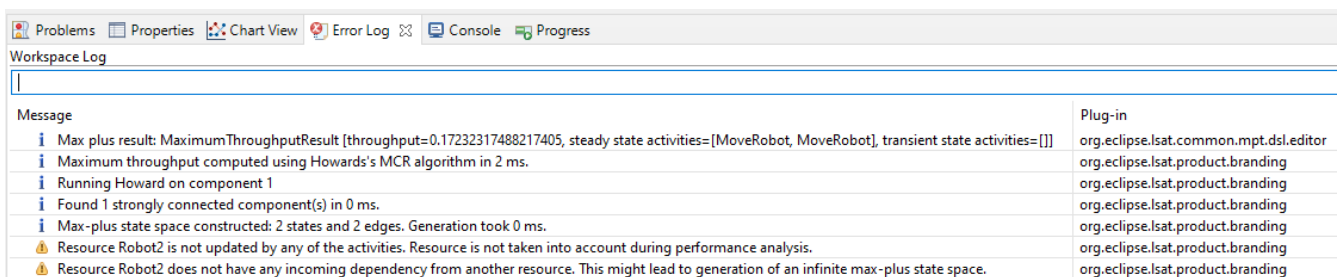 Problems Properties Chart View Error Log Console Progress
Workspace Log
Message Plug-in
Max plus result: MaximumThroughputResult [throughput=0.17232317488217405, steady state activities=[MoveRobot, MoveRobot], transient state activities=[]] org.eclipse.lsat.common.mpt.dsl.editor
Maximum throughput computed using Howards's MCR algorithm in 2 ms. org.eclipse.lsat.product.branding
Running Howard on component 1 org.eclipse.lsat.product.branding
Found 1 strongly connected component(s) in 0 ms. org.eclipse.lsat.product.branding
Max-plus state space constructed: 2 states and 2 edges. Generation took 0 ms. org.eclipse.lsat.product.branding
Resource Robot2 is not updated by any of the activities. Resource is not taken into account during performance analysis. org.eclipse.lsat.product.branding
Resource Robot2 does not have any incoming dependency from another resource. This might lead to generation of an infinite max-plus state space. org.eclipse.lsat.product.branding